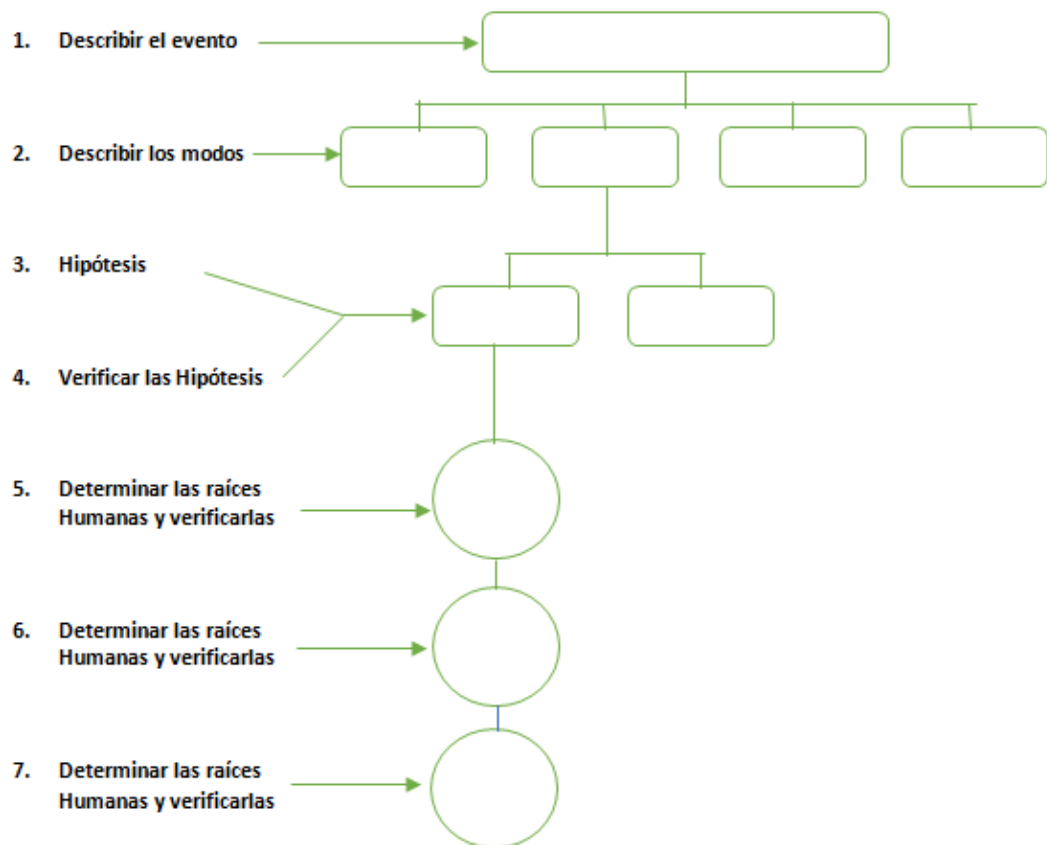 1. Describir el evento
2. Describir los modos
3. Hipótesis
4. Verificar las Hipótesis
5. Determinar las raíces
Humanas y verificarlas
6. Determinar las raíces
Humanas y verificarlas
7. Determinar las raíces
Humanas y verificarlas